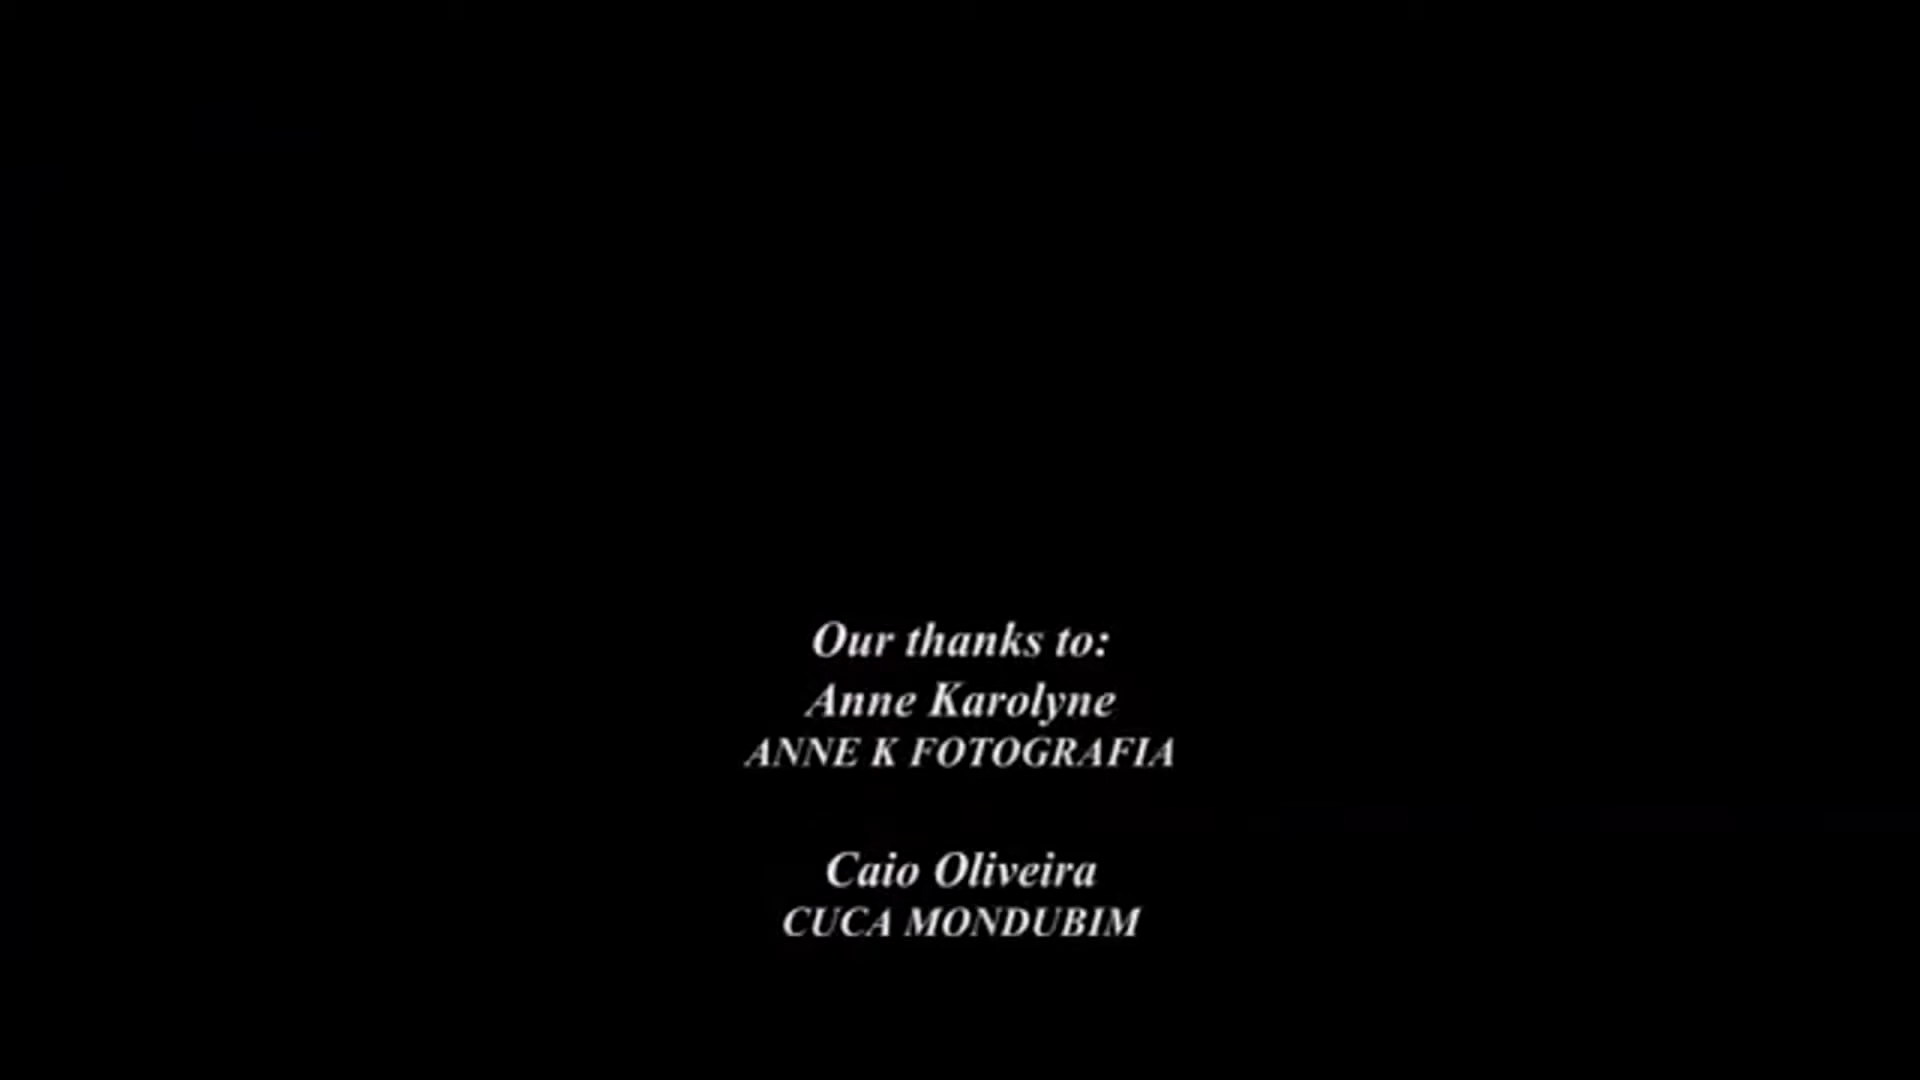 Our thanks to:
Anne Karolyne
ANNE K FOTOGRAFIA
Caio Oliveira
CUCA MONDUBIM